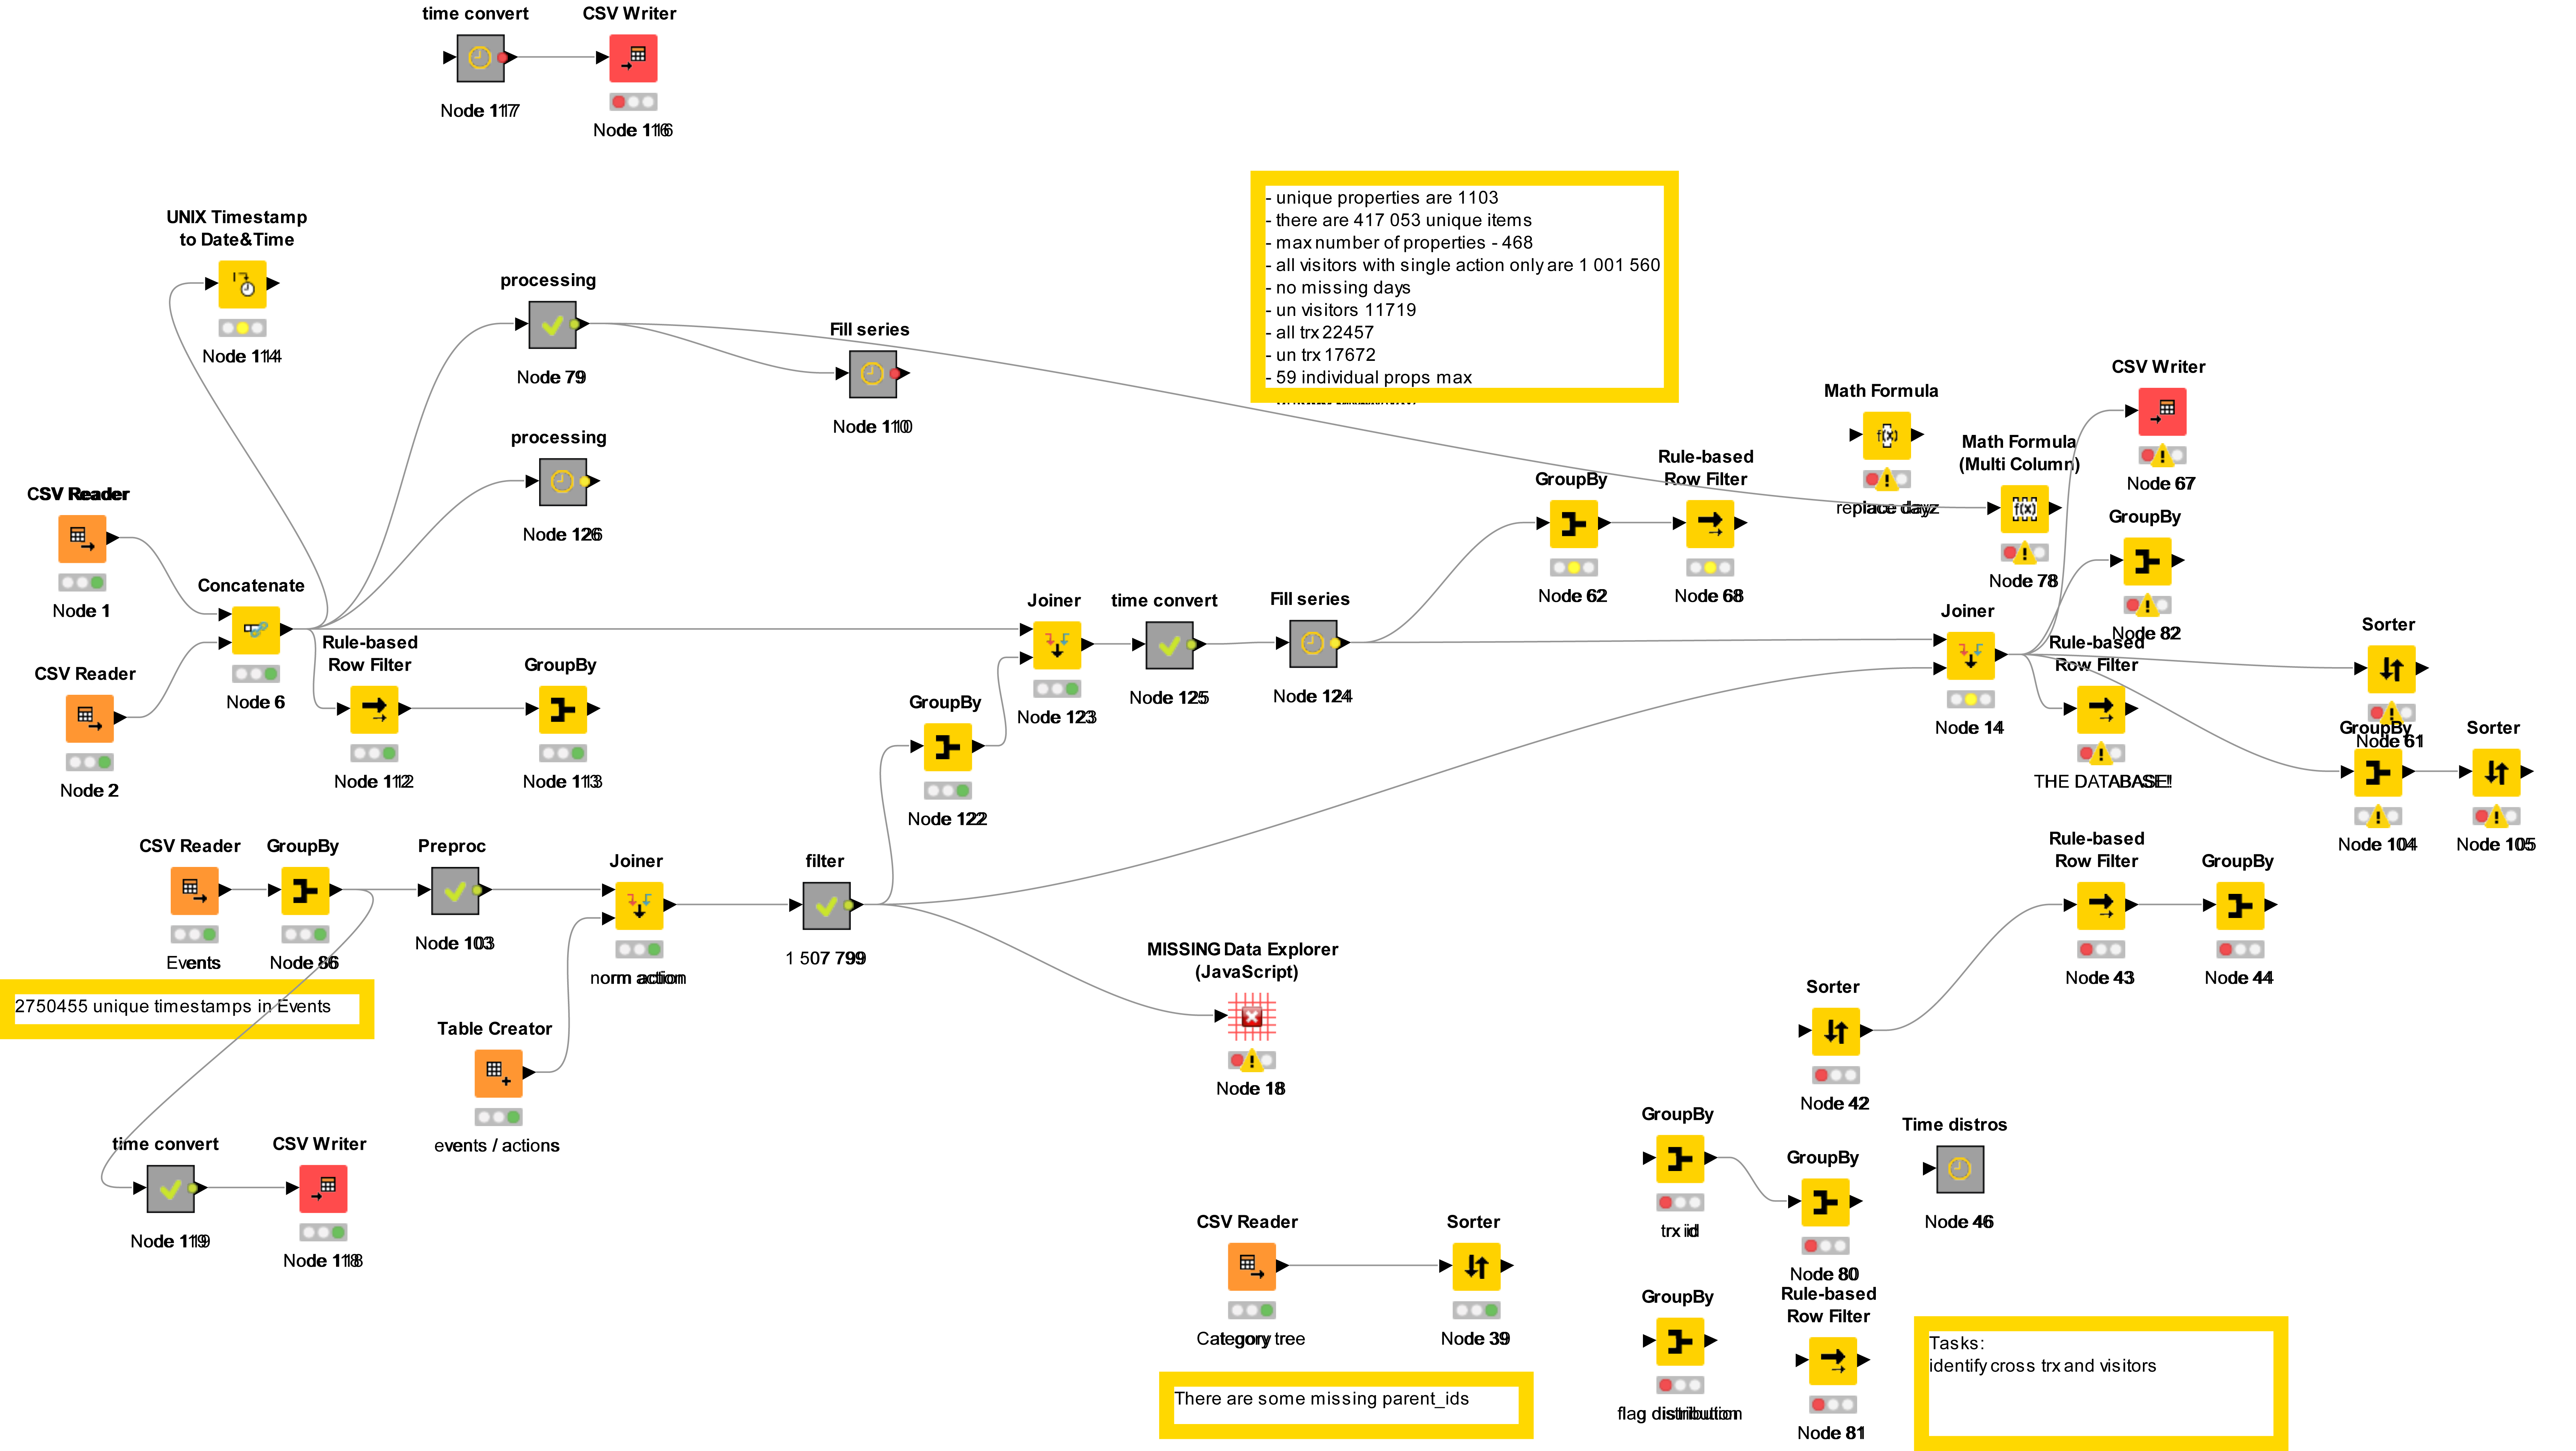 time convert
Node 117
CSV Writer
Node 116
UNIX Timestamp
to Date&Time
Node 114
processing
Node 79
Fill series
Node 110
processing
Node 126
- unique properties are 1103
- there are 417 053 unique items
- max number of properties - 468
- all visitors with single action only are 1 001 560
- no missing days
- un visitors 11719
- all trx 22457
- un trx 17672
- 59 individual props max
CSV Reader
Node 1
CSV Reader
Node 2
Concatenate
Node 6
Rule-based
Row Filter
Node 112
GroupBy
Node 113
Joiner
Node 123
time convert
Node 125
Fill series
Node 124
GroupBy
Node 122
GroupBy
Node 62
Rule-based
Row Filter
Node 68
Math Formula
replace dayz
Math Formula
(Multi Column)
Node 78
CSV Writer
Node 67
GroupBy
Node 82
Joiner
Node 14
Rule-based
Row Filter
THE DATABASE!
Sorter
Node 61
GroupBy
Node 104
Sorter
Node 105
CSV Reader
Events
GroupBy
Node 86
Preproc
Node 103
Joiner
norm action
filter
1 507 799
2750455 unique timestamps in Events
Table Creator
events / actions
time convert
Node 119
CSV Writer
Node 118
MISSING Data Explorer
(JavaScript)
Node 18
Rule-based
Row Filter
Node 43
GroupBy
Node 44
Sorter
Node 42
GroupBy
trx id
GroupBy
Node 80
Time distros
Node 46
CSV Reader
Category tree
Sorter
Node 39
There are some missing parent_ids
GroupBy
flag distribution
Rule-based
Row Filter
Node 81
Tasks:
identify cross trx and visitors